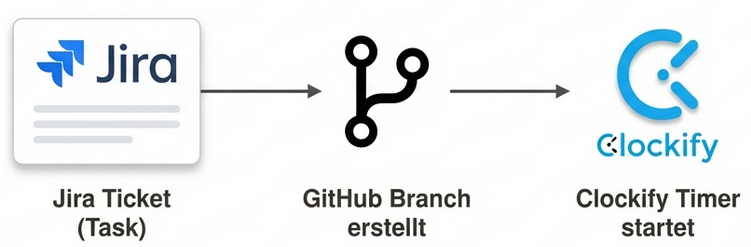 Jira
Clockify
Jira Ticket
(Task)
GitHub Branch
erstellt
Clockify Timer
startet